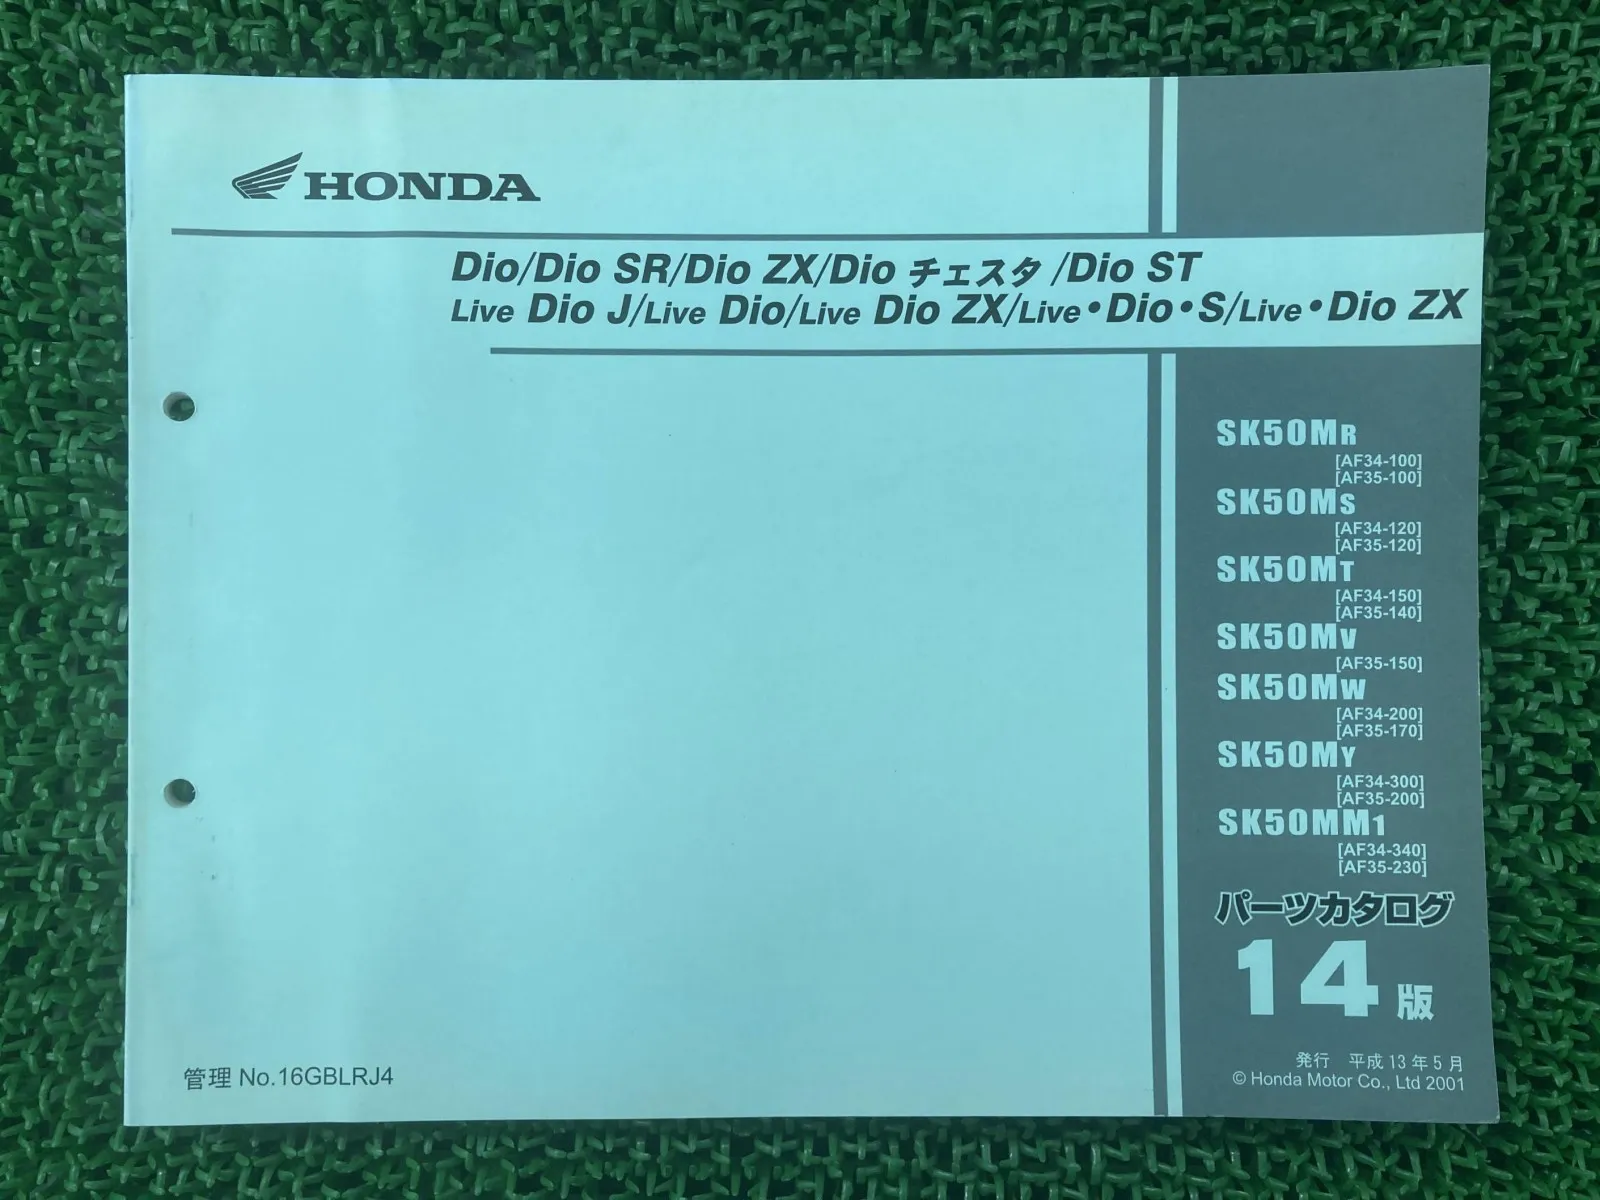 HONDA
Dio/Dio SR/Dio ZX/Dio チェスタ /Dio ST
Live Dio J/Live Dio/Live Dio ZX/Live・Dio・S/Live・Dio ZX
SK50MR
[AF34-100]
[AF35-100]
SK50MS
[AF34-120]
[AF35-120]
SK50MT
[AF34-150]
[AF35-140]
SK50MV
[AF35-150]
SK50MW
[AF34-200]
[AF35-170]
SK50MY
[AF34-300]
[AF35-200]
SK50MM1
[AF34-340]
[AF35-230]
パーツカタログ
14版
管理 No.16GBLRJ4
発行 平成 13 年 5 月
© Honda Motor Co., Ltd 2001